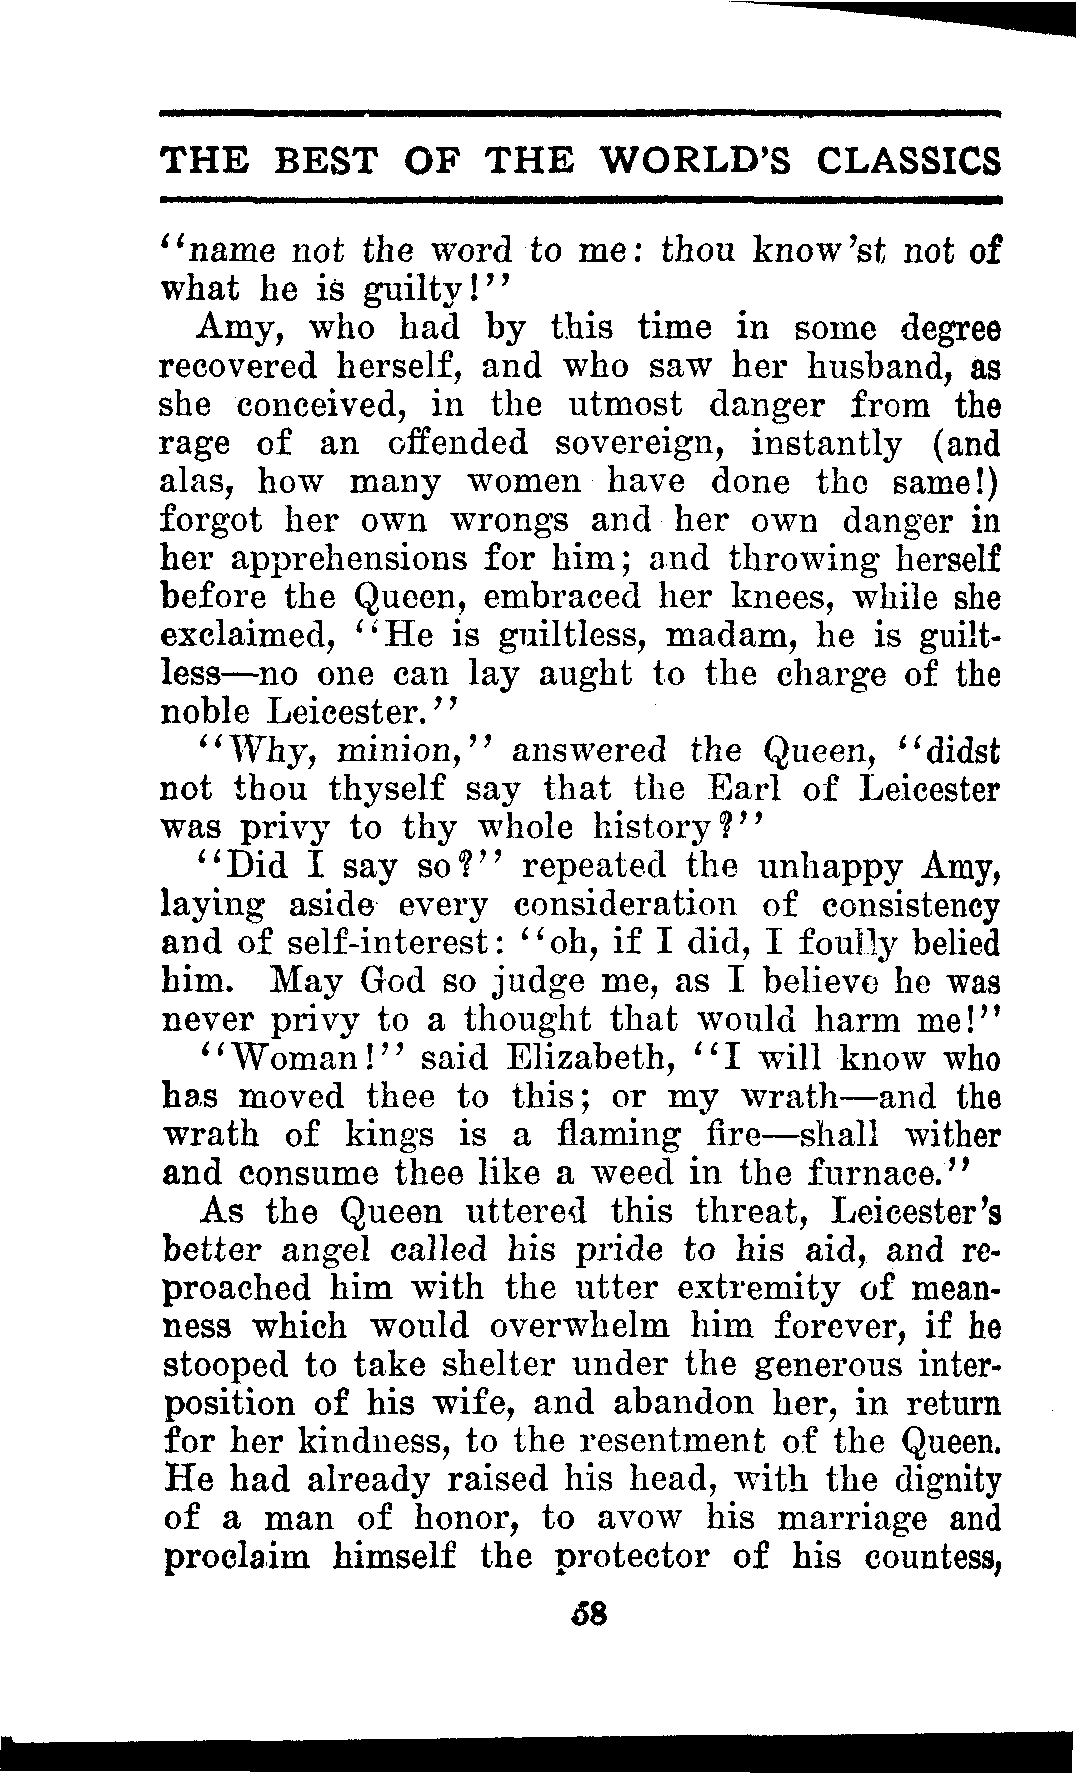 THE BEST OF THE WORLD'S CLASSICS
"name not the word to me: thou know'st not of
what he is guilty!"
Amy, who had by this time in some degree
recovered herself, and who saw her husband, as
she conceived, in the utmost danger from the
rage of an offended sovereign, instantly (and
alas, how many women have done the same!)
forgot her own wrongs and her own danger in
her apprehensions for him; and throwing herself
before the Queen, embraced her knees, while she
exclaimed, "He is guiltless, madam, he is guilt-
less—no one can lay aught to the charge of the
noble Leicester."
"Why, minion," answered the Queen, "didst
not thou thyself say that the Earl of Leicester
was privy to thy whole history?"
"Did I say so?" repeated the unhappy Amy,
laying aside every consideration of consistency
and of self-interest: "oh, if I did, I foully belied
him. May God so judge me, as I believe he was
never privy to a thought that would harm me!"
"Woman!" said Elizabeth, "I will know who
has moved thee to this; or my wrath—and the
wrath of kings is a flaming fire—shall wither
and consume thee like a weed in the furnace."
As the Queen uttered this threat, Leicester's
better angel called his pride to his aid, and re-
proached him with the utter extremity of mean-
ness which would overwhelm him forever, if he
stooped to take shelter under the generous inter-
position of his wife, and abandon her, in return
for her kindness, to the resentment of the Queen.
He had already raised his head, with the dignity
of a man of honor, to avow his marriage and
proclaim himself the protector of his countess,
58